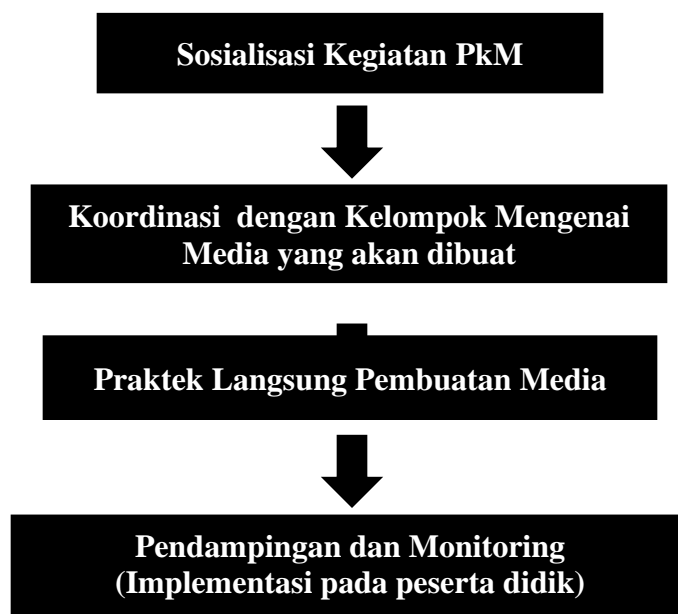 Sosialisasi Kegiatan PkM
Koordinasi dengan Kelompok Mengenai
Media yang akan dibuat
Praktek Langsung Pembuatan Media
Pendampingan dan Monitoring
(Implementasi pada peserta didik)